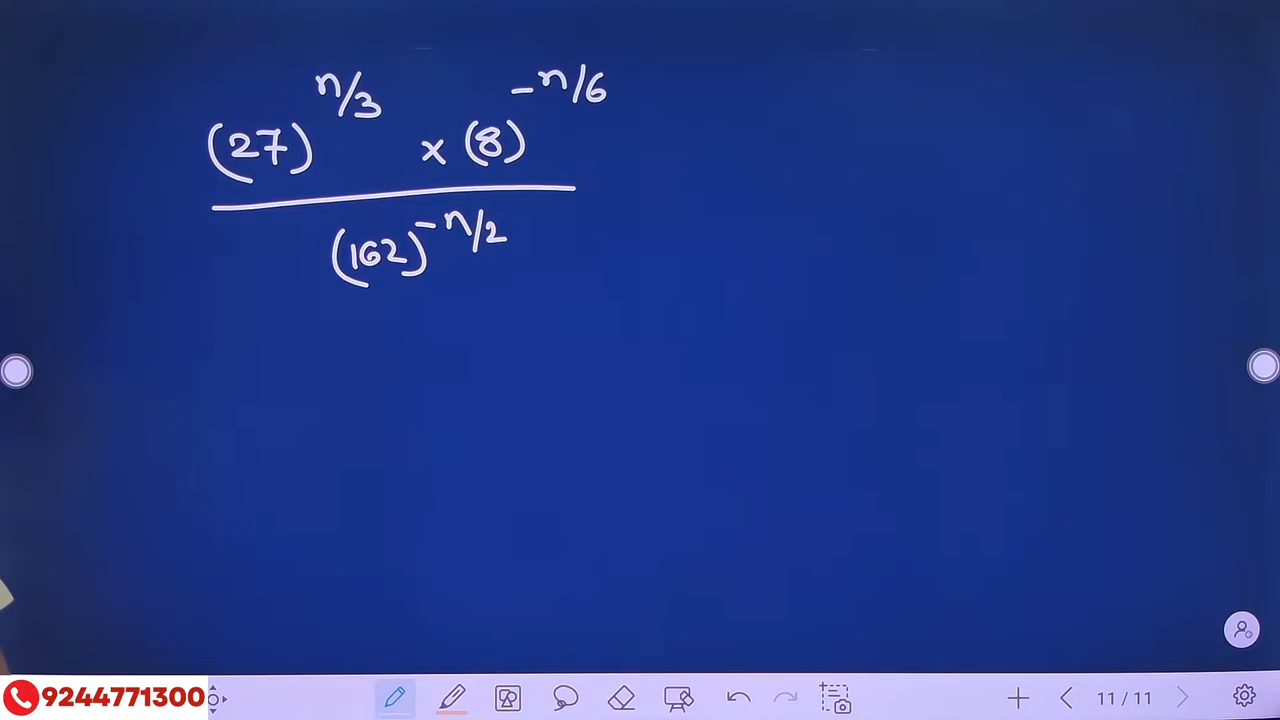 (27)^n/3 × (8)^-n/6
(162)^-n/2
9244771300
11/11